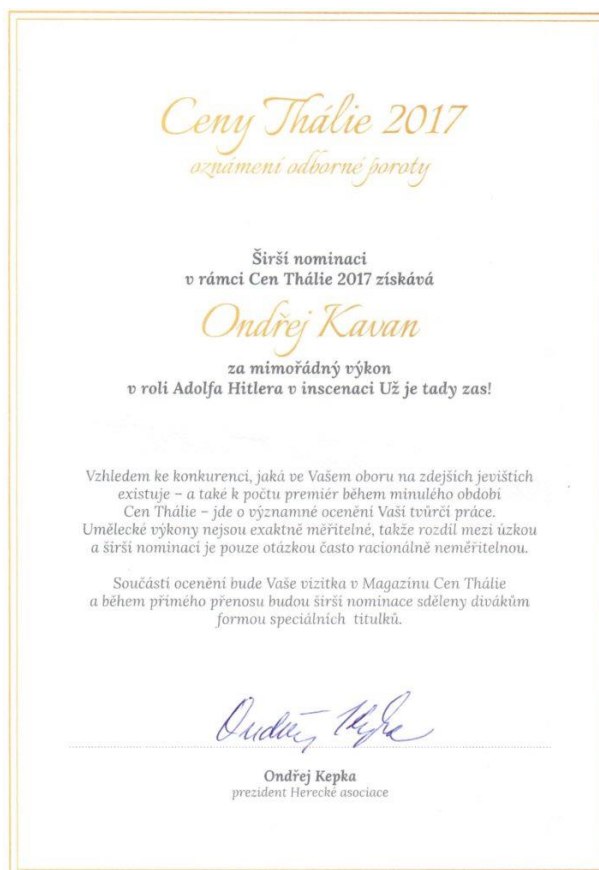 Ceny Thálie 2017
oznámení odborné poroty
Širší nominaci
v rámci Cen Thálie 2017 získává
Ondřej Kavan
za mimořádný výkon
v roli Adolfa Hitlera v inscenaci Už je tady zas!
Vzhledem ke konkurenci, jaká ve Vašem oboru na zdejších jevištích
existuje – a také k počtu premiér během minulého období
Cen Thálie – jde o významné ocenění Vaší tvůrčí práce.
Umělecké výkony nejsou exaktně měřitelné, takže rozdíl mezi úzkou
a širší nominací je pouze otázkou často racionálně neměřitelnou.
Součástí ocenění bude Vaše vizitka v Magazínu Cen Thálie
a během přímého přenosu budou širší nominace sděleny divákům
formou speciálních titulků.
Ondřej Kepka
Ondřej Kepka
prezident Herecké asociace